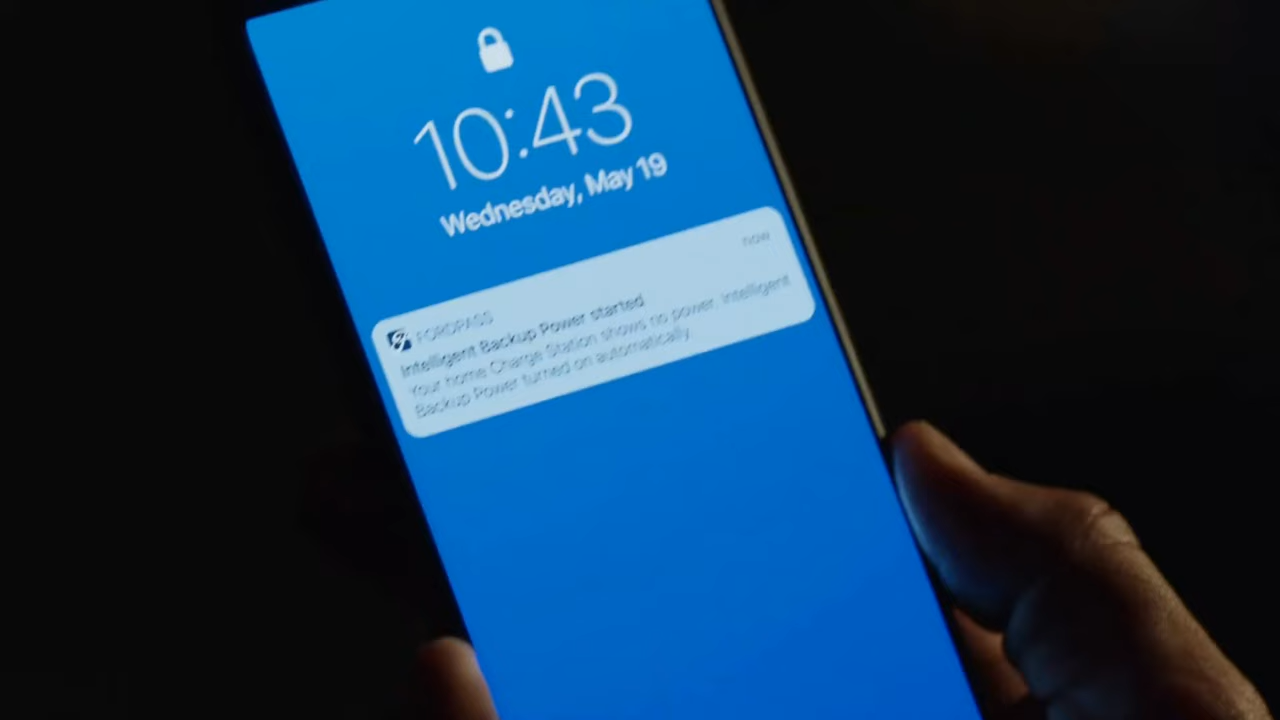 10:43
Wednesday, May 19
FORDPASS
now
Intelligent Backup Power started
Your home Charge Station shows no power. Intelligent
Backup Power turned on automatically.